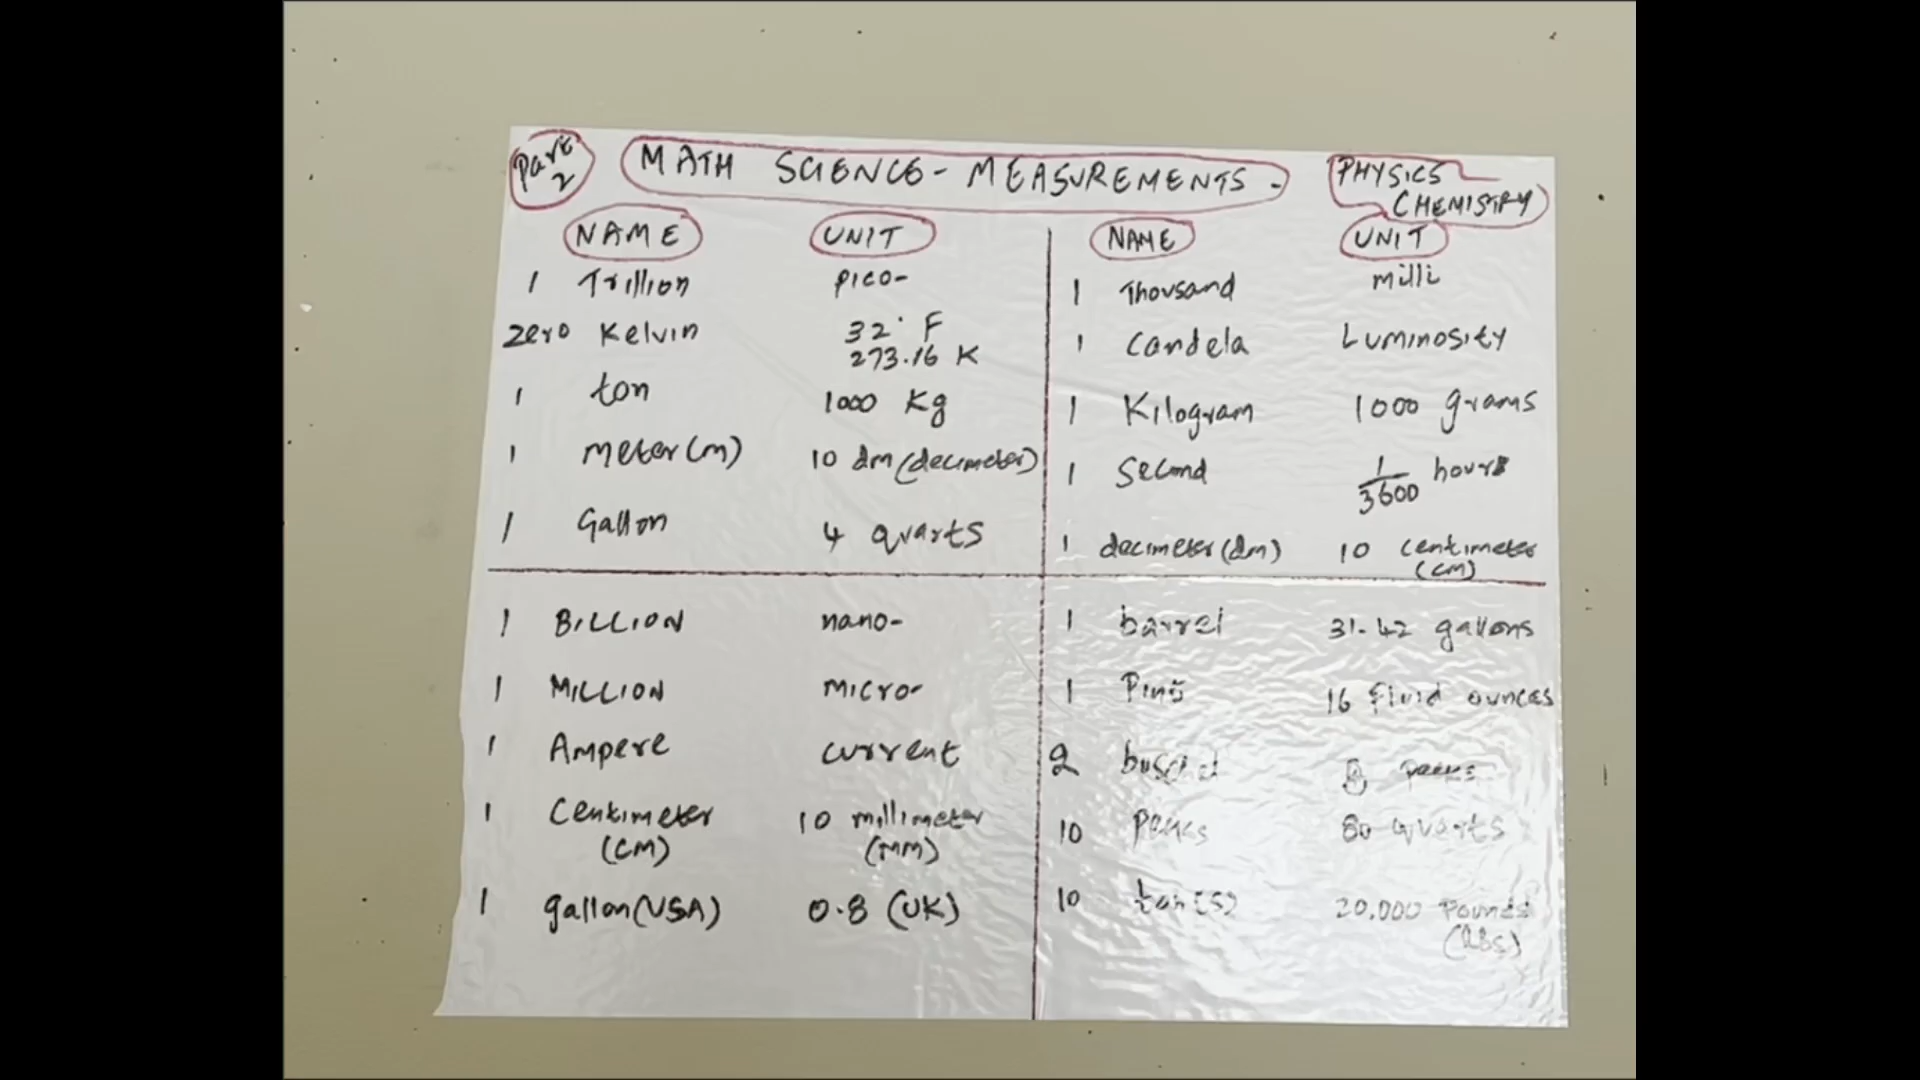 Part 2
MATH SCIENCE - MEASUREMENTS -
PHYSICS
CHEMISTRY
NAME UNIT
1 Trillion pico-
zero Kelvin 32° F
273.16 K
1 ton 1000 Kg
1 meter(m) 10 dm (decimeter)
1 Gallon 4 quarts
NAME UNIT
1 Thousand milli
1 Candela Luminosity
1 Kilogram 1000 grams
1 Second 1/3600 hour
1 decimeter(dm) 10 centimeter
(cm)
1 BILLION nano-
1 MILLION micro-
1 Ampere current
1 Centimeter 10 millimeter
(CM) (MM)
1 gallon(USA) 0.8 (UK)
1 barrel 31-42 gallons
1 Pint 16 fluid ounces
2 8
10 Pecks 80 quarts
10 ton(s) 20,000 Pounds
(lbs)